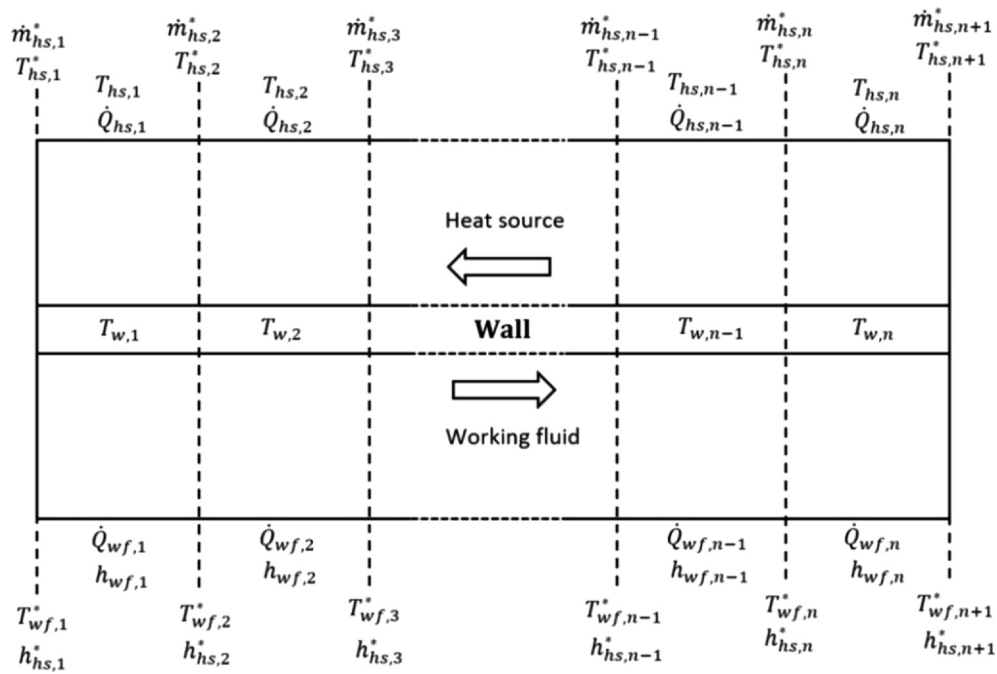 ṁ*hs,1 ṁ*hs,2 ṁ*hs,3 ṁ*hs,n−1 ṁ*hs,n ṁ*hs,n+1
T*hs,1 T*hs,2 T*hs,3 T*hs,n−1 T*hs,n T*hs,n+1
Ths,1 Ths,2 Ths,n−1 Ths,n
Q̇hs,1 Q̇hs,2 Q̇hs,n−1 Q̇hs,n
Heat source
Tw,1 Tw,2 Wall Tw,n−1 Tw,n
Working fluid
Q̇wf,1 Q̇wf,2 Q̇wf,n−1 Q̇wf,n
hwf,1 hwf,2 hwf,n−1 hwf,n
T*wf,1 T*wf,2 T*wf,3 T*wf,n−1 T*wf,n T*wf,n+1
h*hs,1 h*hs,2 h*hs,3 h*hs,n−1 h*hs,n h*hs,n+1